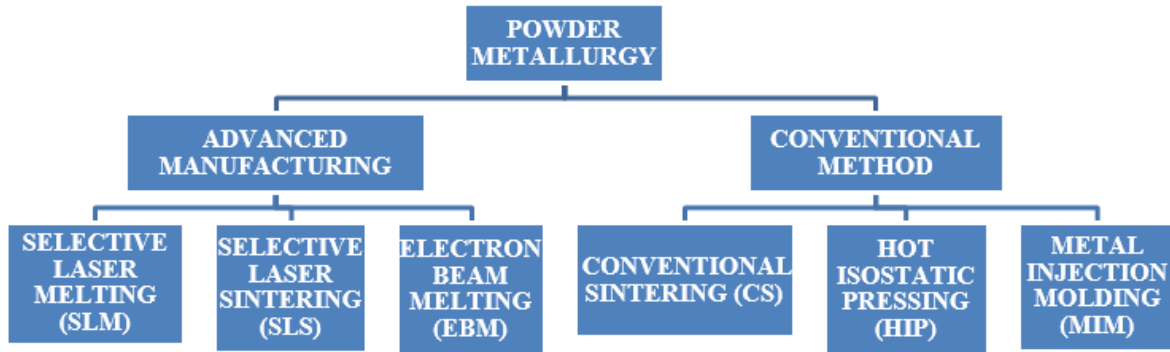 POWDER
METALLURGY
ADVANCED
MANUFACTURING
CONVENTIONAL
METHOD
SELECTIVE
LASER
MELTING
(SLM)
SELECTIVE
LASER
SINTERING
(SLS)
ELECTRON
BEAM
MELTING
(EBM)
CONVENTIONAL
SINTERING (CS)
HOT
ISOSTATIC
PRESSING
(HIP)
METAL
INJECTION
MOLDING
(MIM)